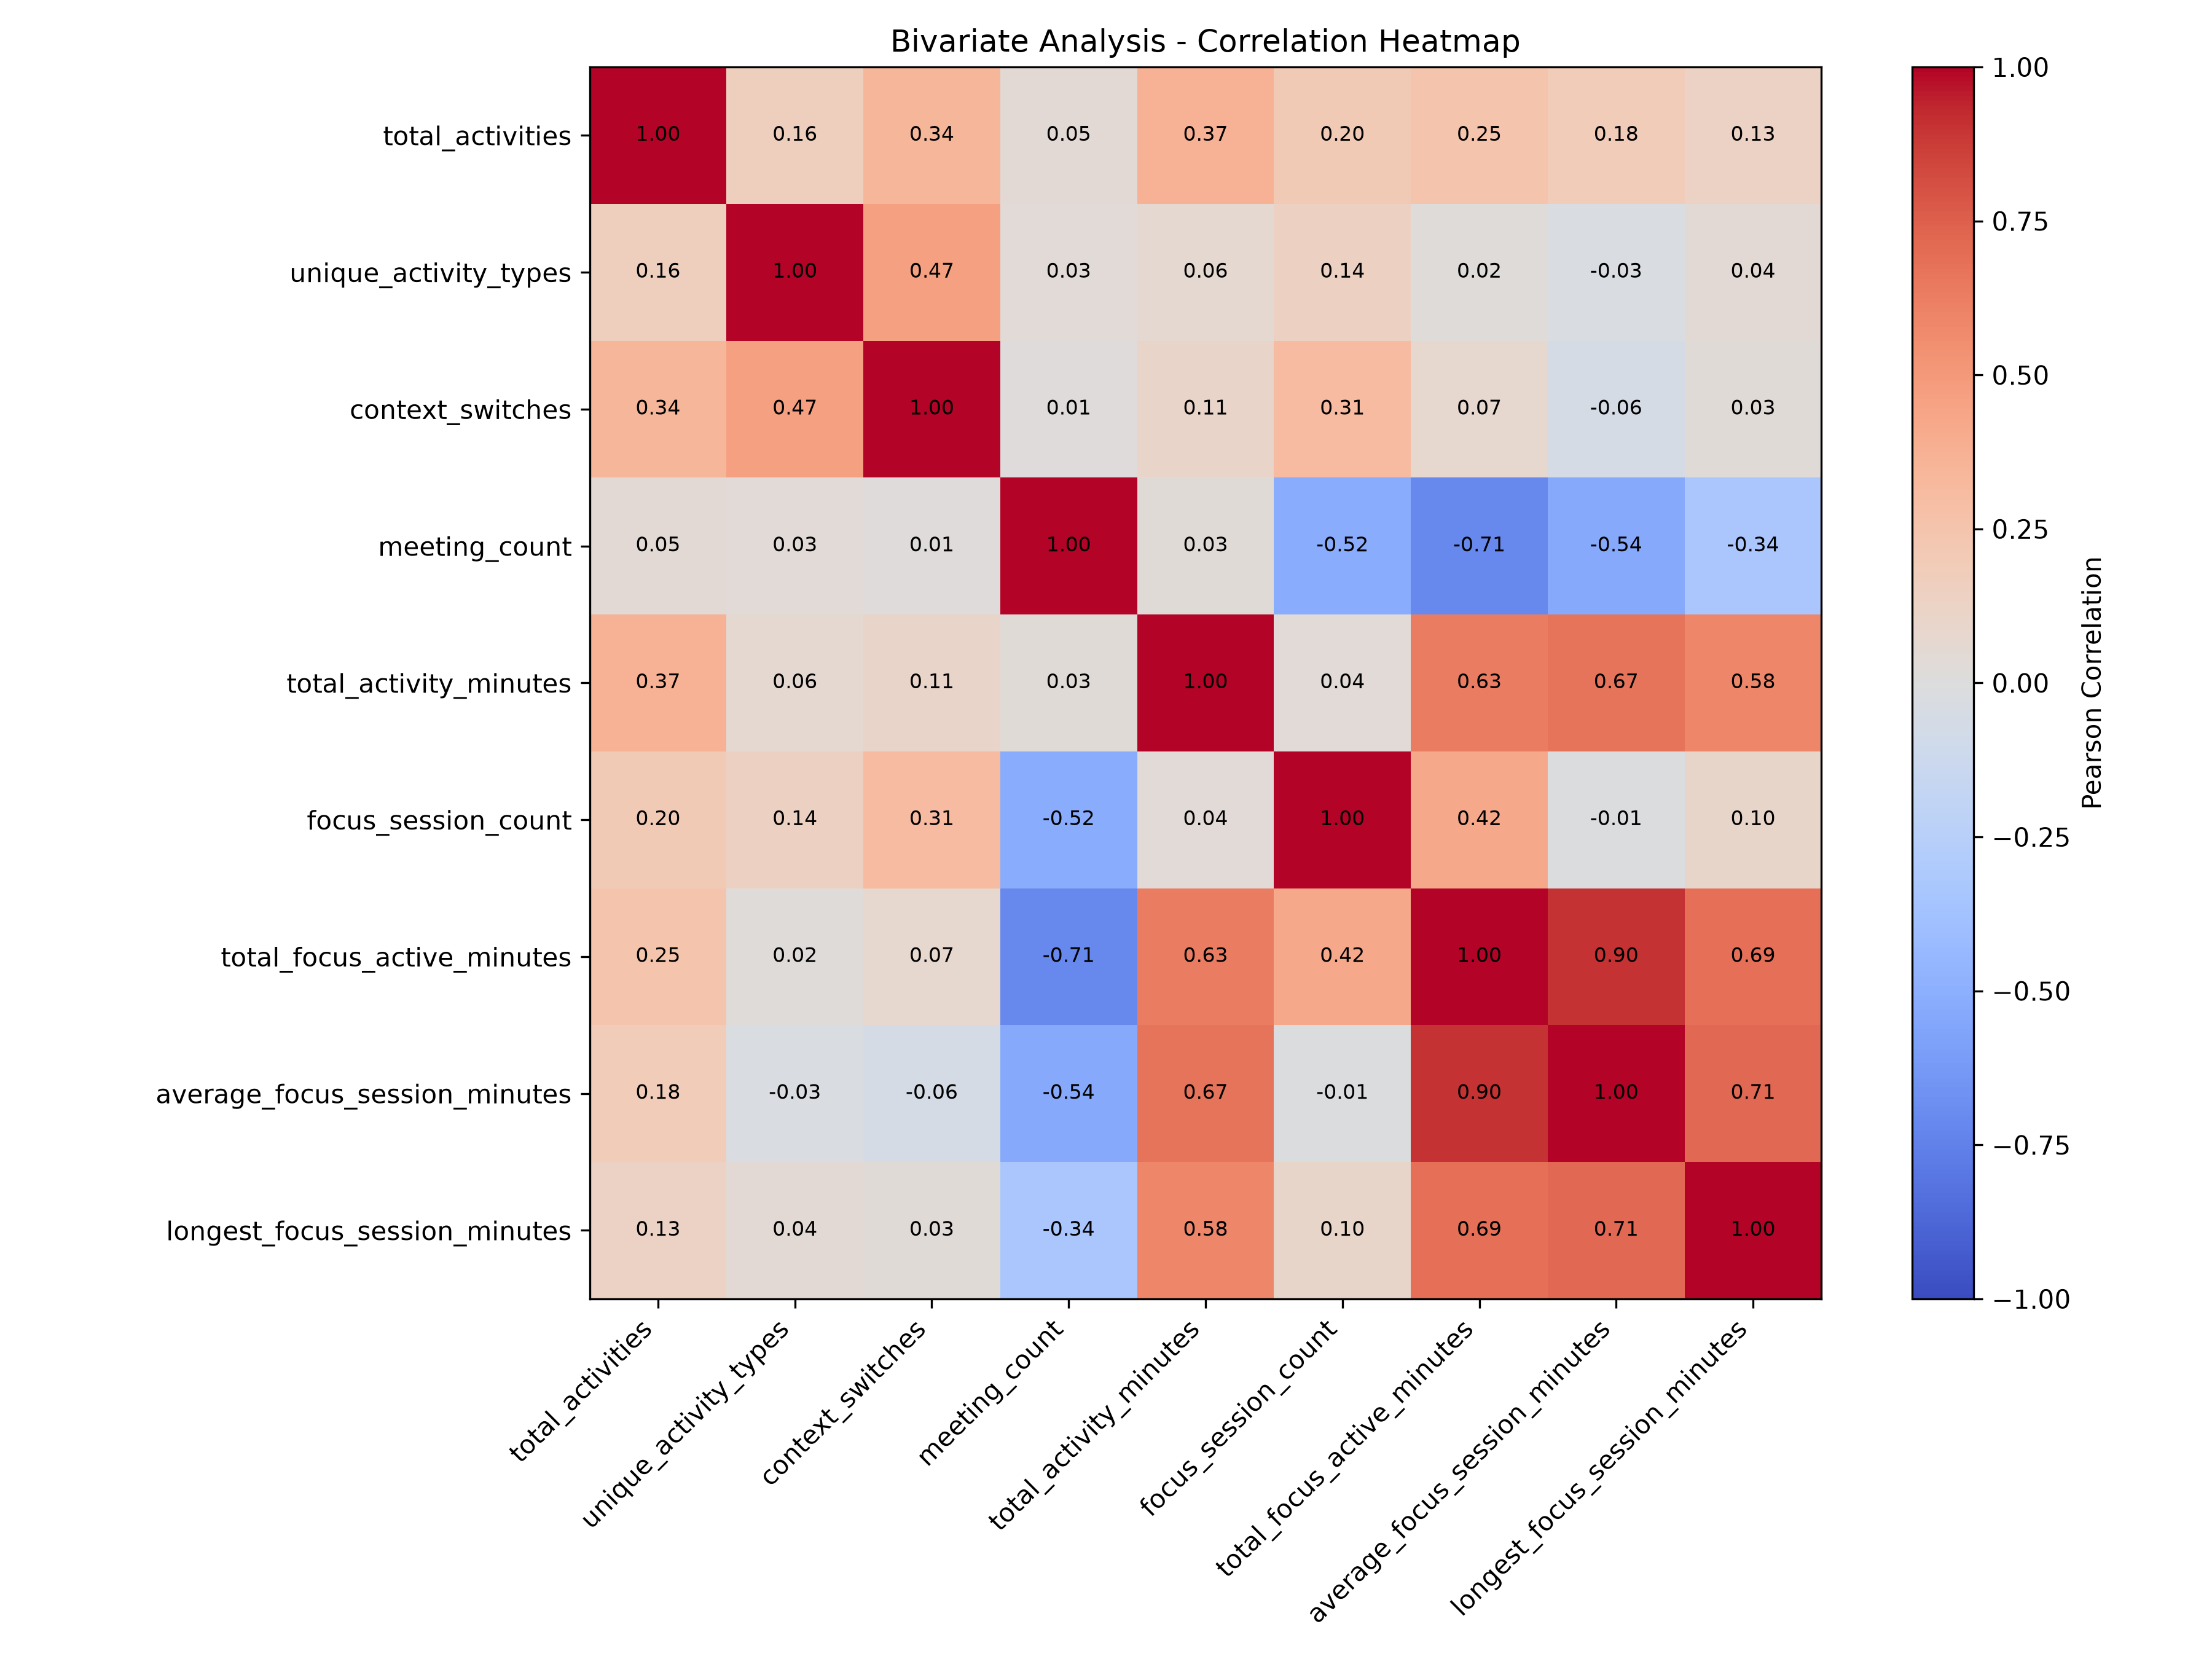 Bivariate Analysis - Correlation Heatmap
total_activities 1.00 0.16 0.34 0.05 0.37 0.20 0.25 0.18 0.13
unique_activity_types 0.16 1.00 0.47 0.03 0.06 0.14 0.02 -0.03 0.04
context_switches 0.34 0.47 1.00 0.01 0.11 0.31 0.07 -0.06 0.03
meeting_count 0.05 0.03 0.01 1.00 0.03 -0.52 -0.71 -0.54 -0.34
total_activity_minutes 0.37 0.06 0.11 0.03 1.00 0.04 0.63 0.67 0.58
focus_session_count 0.20 0.14 0.31 -0.52 0.04 1.00 0.42 -0.01 0.10
total_focus_active_minutes 0.25 0.02 0.07 -0.71 0.63 0.42 1.00 0.90 0.69
average_focus_session_minutes 0.18 -0.03 -0.06 -0.54 0.67 -0.01 0.90 1.00 0.71
longest_focus_session_minutes 0.13 0.04 0.03 -0.34 0.58 0.10 0.69 0.71 1.00
total_activities
unique_activity_types
context_switches
meeting_count
total_activity_minutes
focus_session_count
total_focus_active_minutes
average_focus_session_minutes
longest_focus_session_minutes
1.00
0.75
0.50
0.25
0.00
−0.25
−0.50
−0.75
−1.00
Pearson Correlation